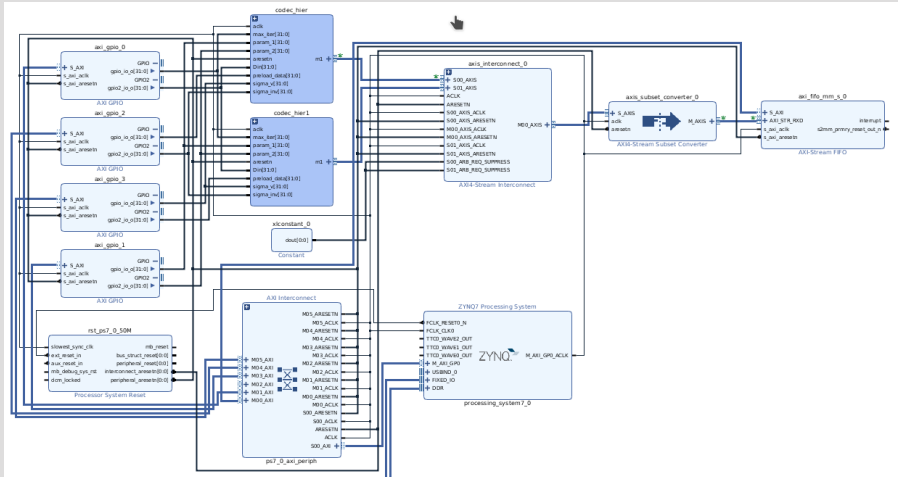 codec_hier
aclk
max_iter[31:0]
param_1[31:0]
param_2[31:0]
aresetn
Din[31:0]
preload_data[31:0]
sigma_v[31:0]
sigma_inv[31:0]
m1
axi_gpio_0
S_AXI
s_axi_aclk
s_axi_aresetn
GPIO
gpio_io_o[31:0]
GPIO2
gpio2_io_o[31:0]
AXI GPIO
axi_gpio_2
S_AXI
s_axi_aclk
s_axi_aresetn
GPIO
gpio_io_o[31:0]
GPIO2
gpio2_io_o[31:0]
AXI GPIO
codec_hier1
aclk
max_iter[31:0]
param_1[31:0]
param_2[31:0]
aresetn
Din[31:0]
preload_data[31:0]
sigma_v[31:0]
sigma_inv[31:0]
m1
axi_gpio_3
S_AXI
s_axi_aclk
s_axi_aresetn
GPIO
gpio_io_o[31:0]
GPIO2
gpio2_io_o[31:0]
AXI GPIO
axi_gpio_1
S_AXI
s_axi_aclk
s_axi_aresetn
GPIO
gpio_io_o[31:0]
GPIO2
gpio2_io_o[31:0]
AXI GPIO
xlconstant_0
dout[0:0]
Constant
axis_interconnect_0
S00_AXIS
S01_AXIS
ACLK
ARESETN
S00_AXIS_ACLK
S00_AXIS_ARESETN
M00_AXIS_ACLK
M00_AXIS_ARESETN
S01_AXIS_ACLK
S01_AXIS_ARESETN
S00_ARB_REQ_SUPPRESS
S01_ARB_REQ_SUPPRESS
M00_AXIS
AXI4-Stream Interconnect
axis_subset_converter_0
S_AXIS
aclk
aresetn
M_AXIS
AXI4-Stream Subset Converter
axi_fifo_mm_s_0
S_AXI
AXI_STR_RXD
s_axi_aclk
s_axi_aresetn
interrupt
s2mm_prmry_reset_out_n
AXI-Stream FIFO
rst_ps7_0_50M
slowest_sync_clk
ext_reset_in
aux_reset_in
mb_debug_sys_rst
dcm_locked
mb_reset
bus_struct_reset[0:0]
peripheral_reset[0:0]
interconnect_aresetn[0:0]
peripheral_aresetn[0:0]
Processor System Reset
AXI Interconnect
M05_AXI
M04_AXI
M03_AXI
M02_AXI
M01_AXI
M00_AXI
M05_ARESETN
M05_ACLK
M04_ARESETN
M04_ACLK
M03_ARESETN
M03_ACLK
M02_ARESETN
M02_ACLK
M01_ARESETN
M01_ACLK
M00_ARESETN
M00_ACLK
S00_ARESETN
S00_ACLK
ARESETN
ACLK
S00_AXI
ps7_0_axi_periph
ZYNQ7 Processing System
FCLK_RESET0_N
FCLK_CLK0
TTC0_WAVE2_OUT
TTC0_WAVE1_OUT
TTC0_WAVE0_OUT
M_AXI_GP0
USBIND_0
FIXED_IO
DDR
ZYNQ
M_AXI_GP0_ACLK
processing_system7_0